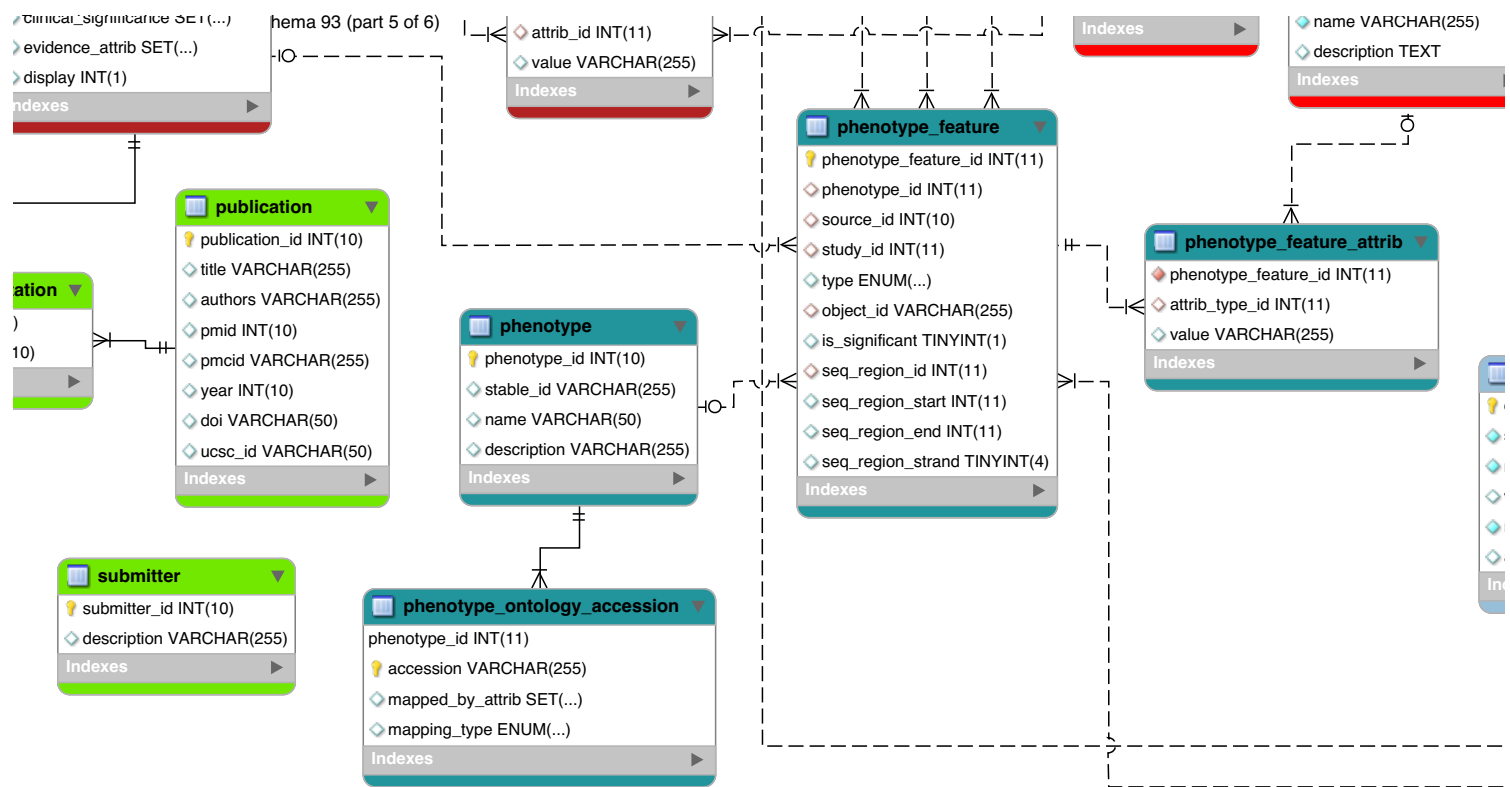 clinical_significance SET(...)
evidence_attrib SET(...)
display INT(1)
hema 93 (part 5 of 6)
attrib_id INT(11)
value VARCHAR(255)
Indexes
Indexes
name VARCHAR(255)
description TEXT
Indexes
ndexes
phenotype_feature
phenotype_feature_id INT(11)
phenotype_id INT(11)
source_id INT(10)
study_id INT(11)
type ENUM(...)
object_id VARCHAR(255)
is_significant TINYINT(1)
seq_region_id INT(11)
seq_region_start INT(11)
seq_region_end INT(11)
seq_region_strand TINYINT(4)
Indexes
publication
publication_id INT(10)
title VARCHAR(255)
authors VARCHAR(255)
pmid INT(10)
pmcid VARCHAR(255)
year INT(10)
doi VARCHAR(50)
ucsc_id VARCHAR(50)
Indexes
phenotype_feature_attrib
phenotype_feature_id INT(11)
attrib_type_id INT(11)
value VARCHAR(255)
Indexes
ation
)
10)
phenotype
phenotype_id INT(10)
stable_id VARCHAR(255)
name VARCHAR(50)
description VARCHAR(255)
Indexes
submitter
submitter_id INT(10)
description VARCHAR(255)
Indexes
phenotype_ontology_accession
phenotype_id INT(11)
accession VARCHAR(255)
mapped_by_attrib SET(...)
mapping_type ENUM(...)
Indexes
Ind